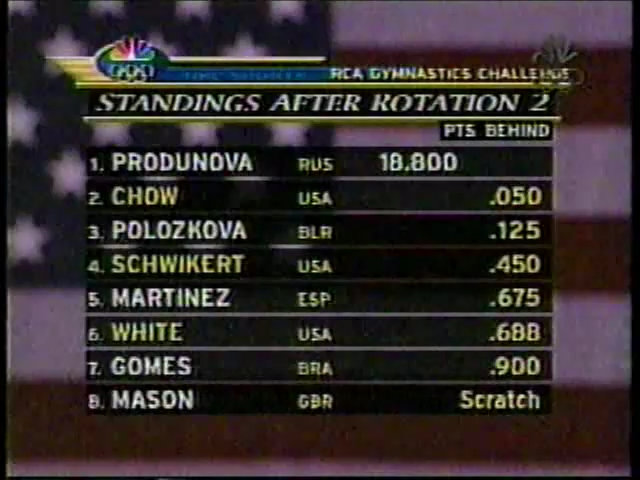 RCA GYMNASTICS CHALLENGE
STANDINGS AFTER ROTATION 2
PTS BEHIND
1. PRODUNOVA RUS 18.800
2. CHOW USA .050
3. POLOZKOVA BLR .125
4. SCHWIKERT USA .450
5. MARTINEZ ESP .675
6. WHITE USA .688
7. GOMES BRA .900
8. MASON GBR Scratch